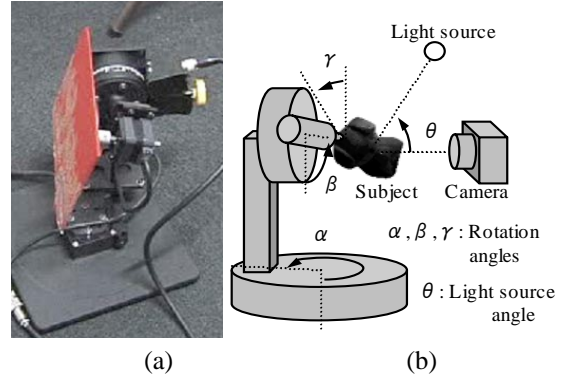 Light source
γ
θ
β
Subject
Camera
α
α , β , γ : Rotation
angles
θ : Light source
angle
(a)
(b)